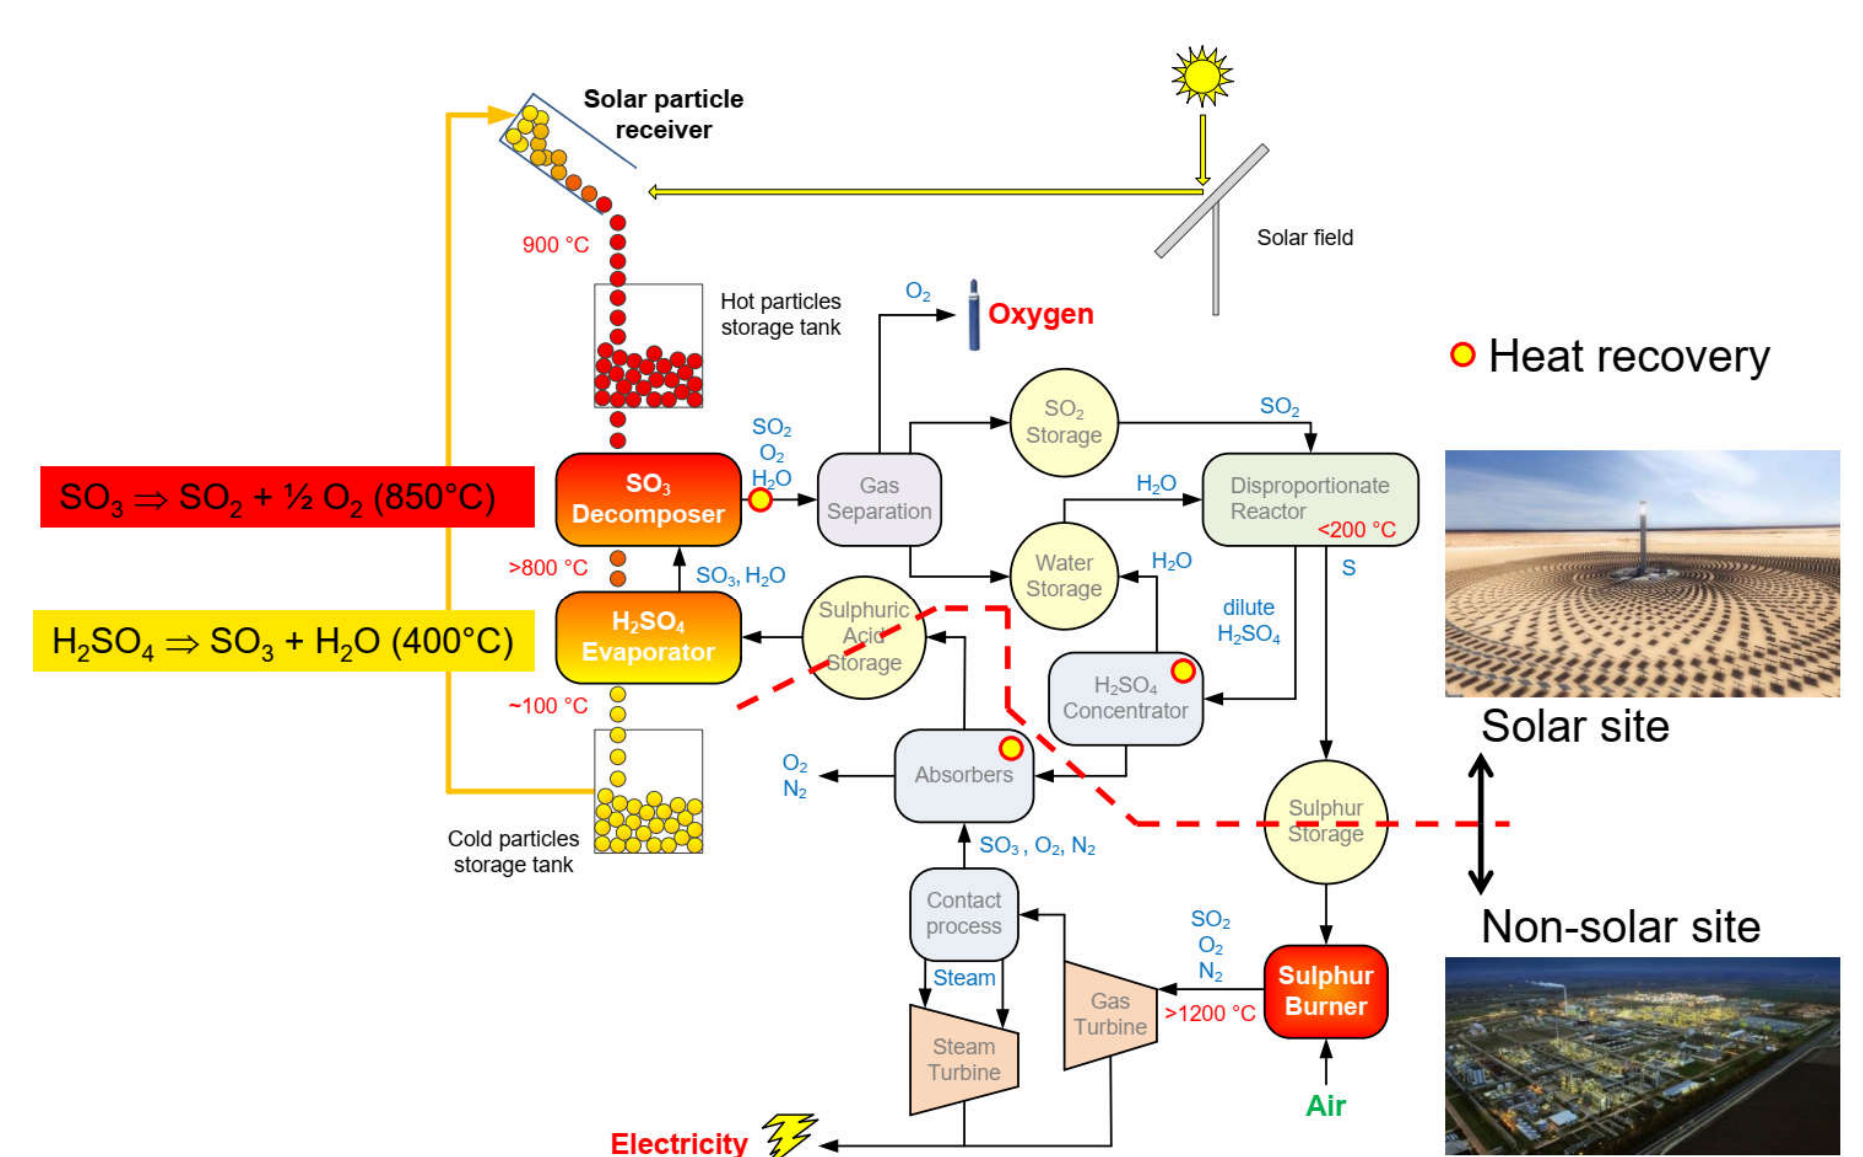 Solar particle
receiver
900 °C
Solar field
Hot particles
storage tank
O₂
Oxygen
Heat recovery
SO₂
O₂
H₂O
SO₂
Storage
SO₂
SO₃ ⇒ SO₂ + ½ O₂ (850°C)
SO₃
Decomposer
Gas
Separation
H₂O
Disproportionate
Reactor
<200 °C
>800 °C
SO₃, H₂O
Water
Storage
H₂O
S
H₂SO₄ ⇒ SO₃ + H₂O (400°C)
H₂SO₄
Evaporator
Sulphuric
Acid
Storage
dilute
H₂SO₄
~100 °C
H₂SO₄
Concentrator
Solar site
O₂
N₂
Absorbers
Sulphur
Storage
Cold particles
storage tank
SO₃ , O₂, N₂
Contact
process
SO₂
O₂
N₂
Non-solar site
Steam
Gas
Turbine
>1200 °C
Sulphur
Burner
Steam
Turbine
Air
Electricity